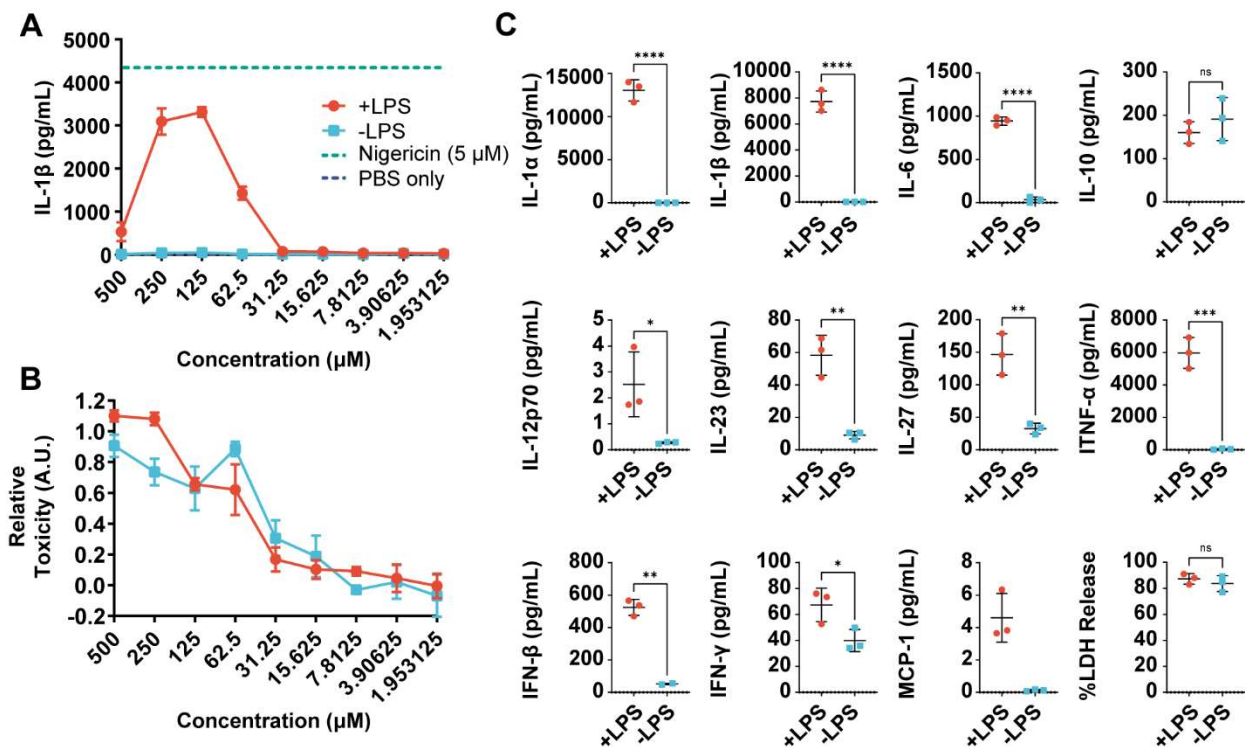 A
IL-1β (pg/mL)
5000
4000
3000
2000
1000
0
+LPS
-LPS
Nigericin (5 μM)
PBS only
500
250
125
62.5
31.25
15.625
7.8125
3.90625
1.953125
Concentration (μM)
B
Relative
Toxicity (A.U.)
1.2
1.0
0.8
0.6
0.4
0.2
0.0
-0.2
500
250
125
62.5
31.25
15.625
7.8125
3.90625
1.953125
Concentration (μM)
C
IL-1α (pg/mL)
15000
10000
5000
0
****
+LPS
-LPS
IL-1β (pg/mL)
10000
8000
6000
4000
2000
0
****
+LPS
-LPS
IL-6 (pg/mL)
1500
1000
500
0
****
+LPS
-LPS
IL-10 (pg/mL)
300
200
100
0
ns
+LPS
-LPS
IL-12p70 (pg/mL)
5
4
3
2
1
0
*
+LPS
-LPS
IL-23 (pg/mL)
80
60
40
20
0
**
+LPS
-LPS
IL-27 (pg/mL)
200
150
100
50
0
**
+LPS
-LPS
ITNF-α (pg/mL)
8000
6000
4000
2000
0
***
+LPS
-LPS
IFN-β (pg/mL)
800
600
400
200
0
**
+LPS
-LPS
IFN-γ (pg/mL)
100
80
60
40
20
0
*
+LPS
-LPS
MCP-1 (pg/mL)
8
6
4
2
0
+LPS
-LPS
%LDH Release
100
80
60
40
20
0
ns
+LPS
-LPS